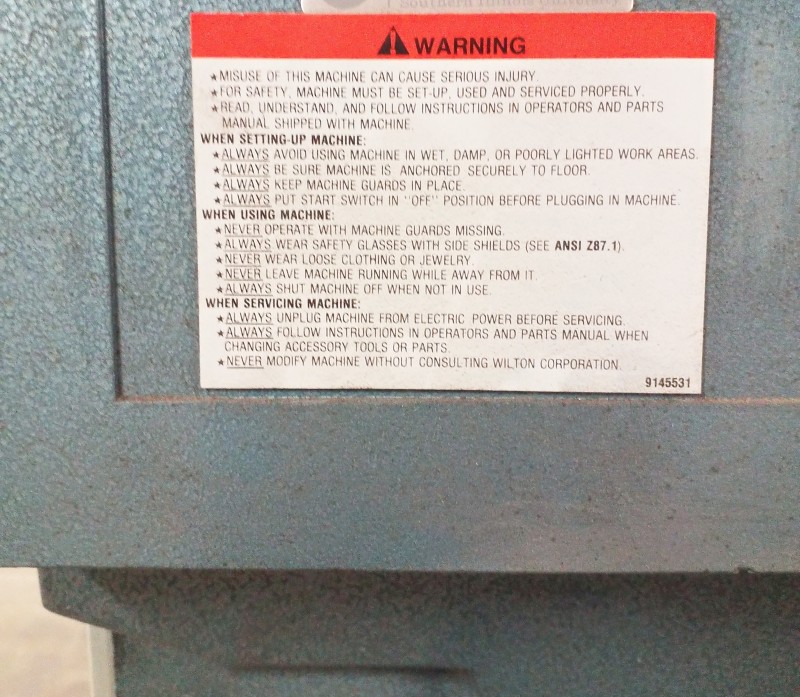 Southern Illinois
WARNING
★MISUSE OF THIS MACHINE CAN CAUSE SERIOUS INJURY.
★FOR SAFETY, MACHINE MUST BE SET-UP, USED AND SERVICED PROPERLY.
★READ, UNDERSTAND, AND FOLLOW INSTRUCTIONS IN OPERATORS AND PARTS
MANUAL SHIPPED WITH MACHINE.
WHEN SETTING-UP MACHINE:
★ALWAYS AVOID USING MACHINE IN WET, DAMP, OR POORLY LIGHTED WORK AREAS.
★ALWAYS BE SURE MACHINE IS ANCHORED SECURELY TO FLOOR.
★ALWAYS KEEP MACHINE GUARDS IN PLACE.
★ALWAYS PUT START SWITCH IN "OFF" POSITION BEFORE PLUGGING IN MACHINE.
WHEN USING MACHINE:
★NEVER OPERATE WITH MACHINE GUARDS MISSING.
★ALWAYS WEAR SAFETY GLASSES WITH SIDE SHIELDS (SEE ANSI Z87.1).
★NEVER WEAR LOOSE CLOTHING OR JEWELRY.
★NEVER LEAVE MACHINE RUNNING WHILE AWAY FROM IT.
★ALWAYS SHUT MACHINE OFF WHEN NOT IN USE.
WHEN SERVICING MACHINE:
★ALWAYS UNPLUG MACHINE FROM ELECTRIC POWER BEFORE SERVICING.
★ALWAYS FOLLOW INSTRUCTIONS IN OPERATORS AND PARTS MANUAL WHEN
CHANGING ACCESSORY TOOLS OR PARTS.
★NEVER MODIFY MACHINE WITHOUT CONSULTING WILTON CORPORATION.
9145531